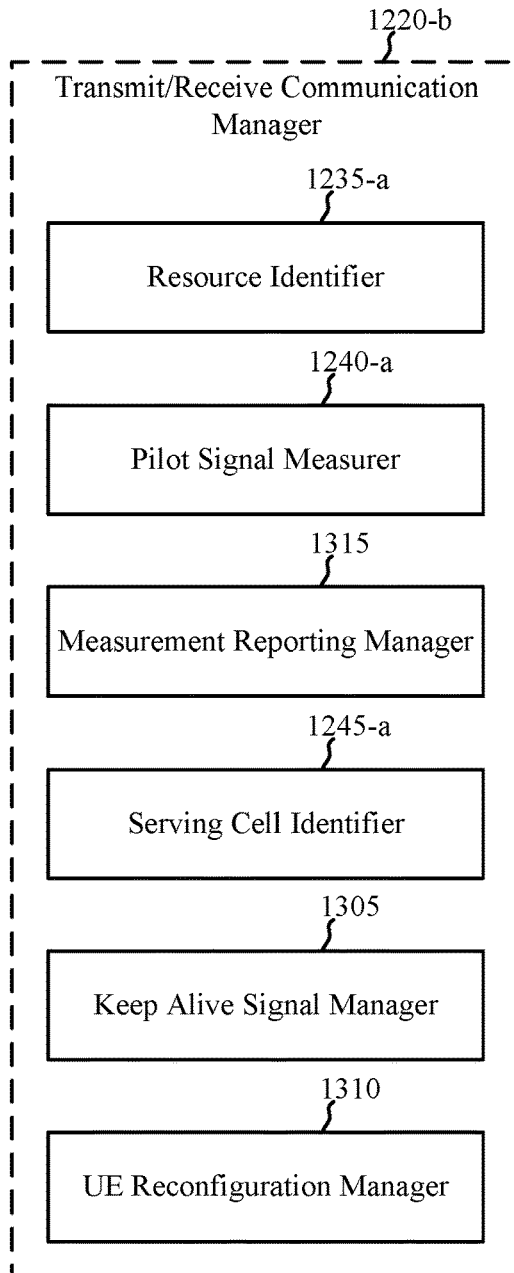 1220-b
Transmit/Receive Communication
Manager
1235-a
Resource Identifier
1240-a
Pilot Signal Measurer
1315
Measurement Reporting Manager
1245-a
Serving Cell Identifier
1305
Keep Alive Signal Manager
1310
UE Reconfiguration Manager